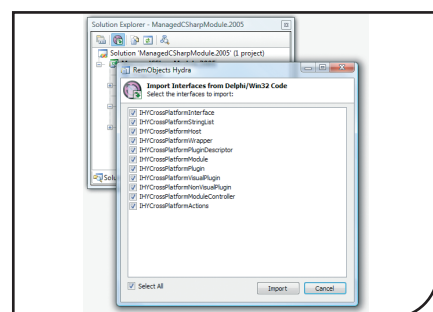 Solution Explorer - ManagedCSharpModule.2005
Solution 'ManagedCSharpModule.2005' (1 project)
RemObjects Hydra
Import Interfaces from Delphi/Win32 Code
Select the interfaces to import:
IHYCrossPlatformInterface
IHYCrossPlatformStringList
IHYCrossPlatformHost
IHYCrossPlatformWrapper
IHYCrossPlatformPluginDescriptor
IHYCrossPlatformModule
IHYCrossPlatformPlugin
IHYCrossPlatformVisualPlugin
IHYCrossPlatformNonVisualPlugin
IHYCrossPlatformModuleController
IHYCrossPlatformActions
Select All
Import
Cancel